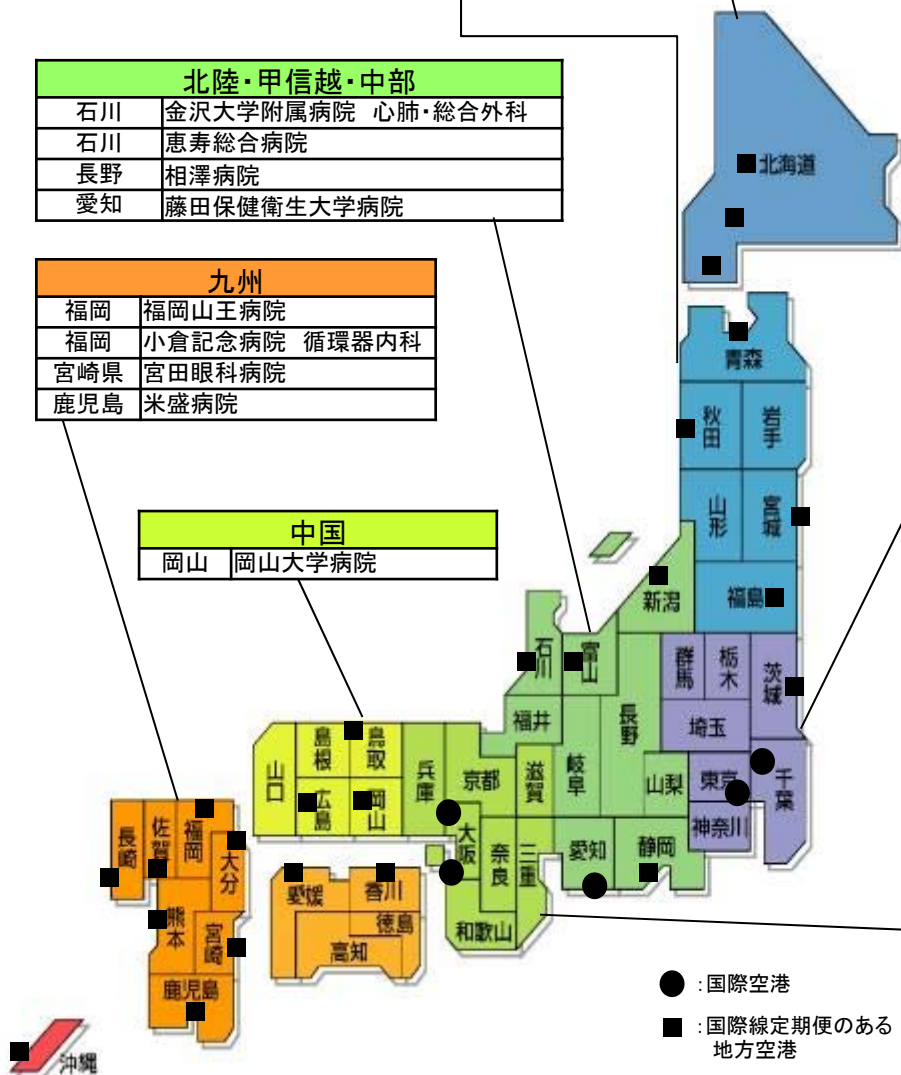 北陸・甲信越・中部
石川 金沢大学附属病院 心肺・総合外科
石川 恵寿総合病院
長野 相澤病院
愛知 藤田保健衛生大学病院
九州
福岡 福岡山王病院
福岡 小倉記念病院 循環器内科
宮崎県 宮田眼科病院
鹿児島 米盛病院
中国
岡山 岡山大学病院
北海道
青森
秋田
岩手
山形
宮城
新潟
福島
石川
富山
群馬
栃木
茨城
福井
長野
埼玉
島根
鳥取
兵庫
京都
滋賀
岐阜
山梨
東京
千葉
山口
広島
岡山
大阪
神奈川
長崎
佐賀
福岡
大分
奈良
三重
愛知
静岡
愛媛
香川
徳島
熊本
宮崎
高知
和歌山
鹿児島
沖縄
●:国際空港
■:国際線定期便のある
地方空港